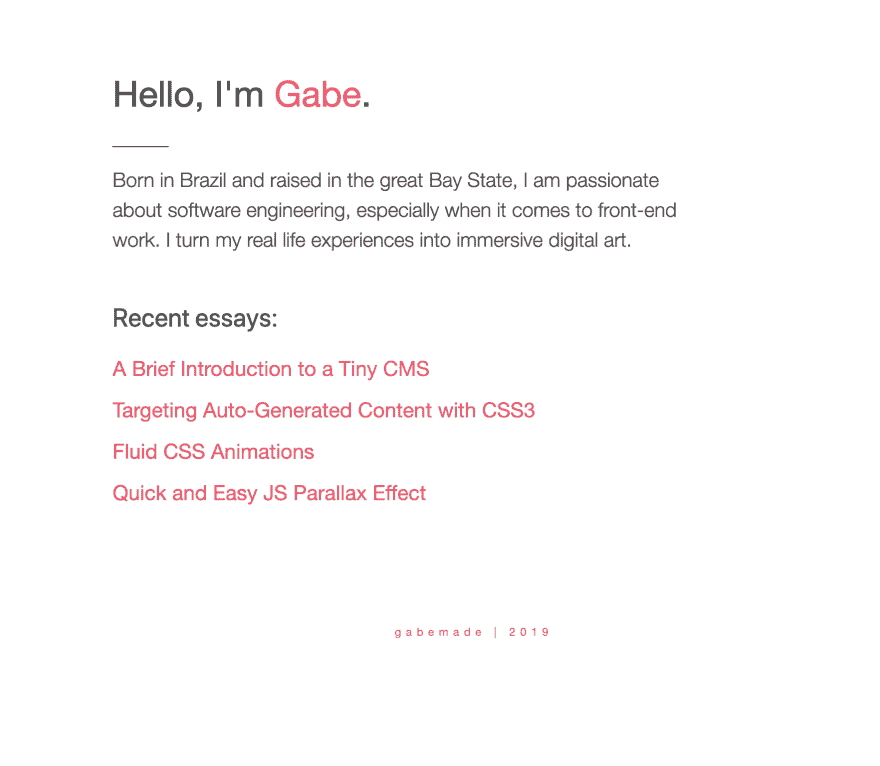 Hello, I'm Gabe.
Born in Brazil and raised in the great Bay State, I am passionate
about software engineering, especially when it comes to front-end
work. I turn my real life experiences into immersive digital art.
Recent essays:
A Brief Introduction to a Tiny CMS
Targeting Auto-Generated Content with CSS3
Fluid CSS Animations
Quick and Easy JS Parallax Effect
gabemade | 2019